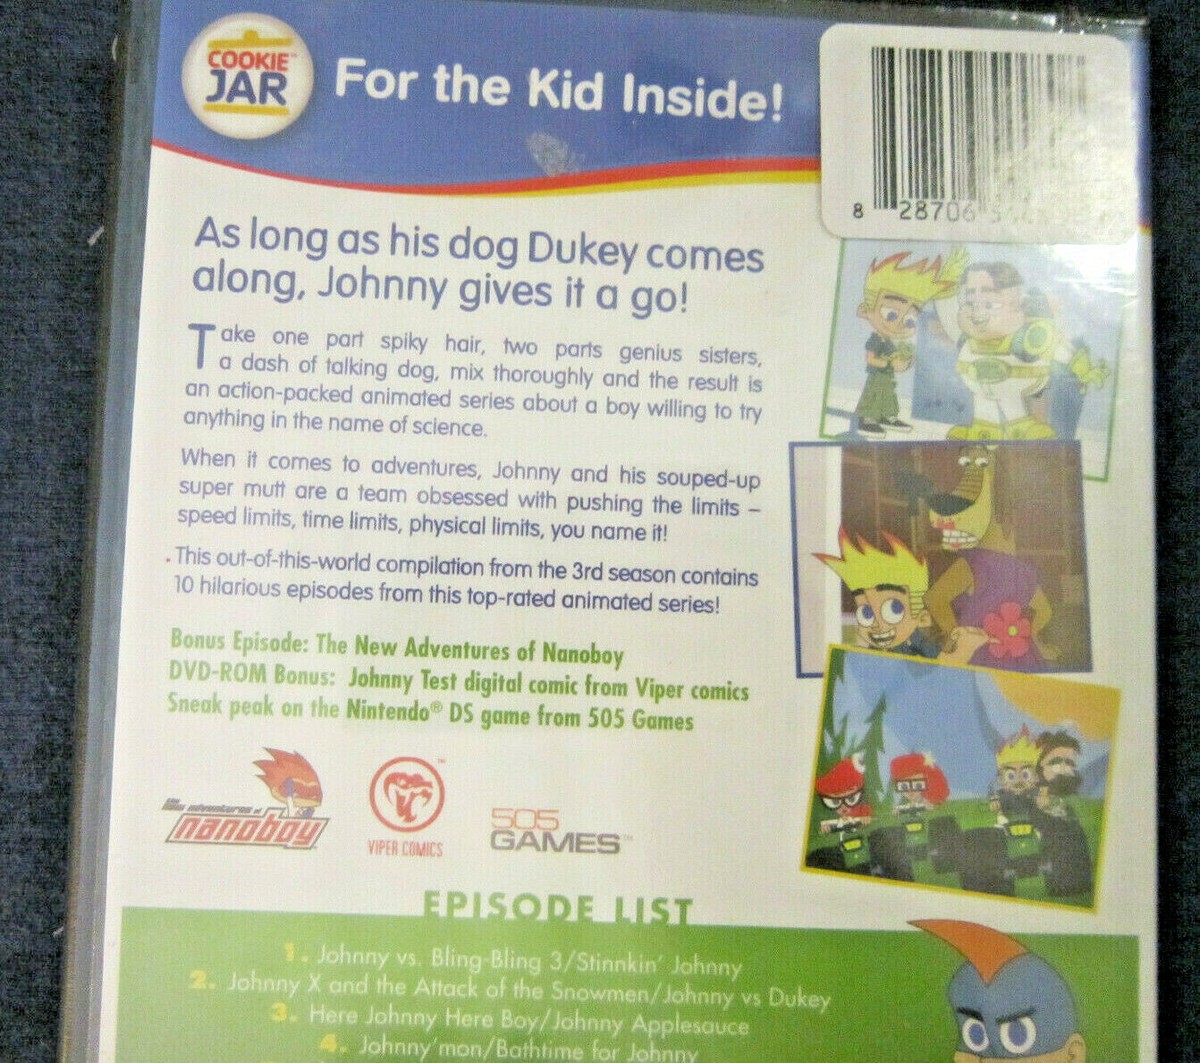 COOKIE JAR
For the Kid Inside!
8 28706
As long as his dog Dukey comes
along, Johnny gives it a go!
Take one part spiky hair, two parts genius sisters,
a dash of talking dog, mix thoroughly and the result is
an action-packed animated series about a boy willing to try
anything in the name of science.
When it comes to adventures, Johnny and his souped-up
super mutt are a team obsessed with pushing the limits –
speed limits, time limits, physical limits, you name it!
This out-of-this-world compilation from the 3rd season contains
10 hilarious episodes from this top-rated animated series!
Bonus Episode: The New Adventures of Nanoboy
DVD-ROM Bonus: Johnny Test digital comic from Viper comics
Sneak peak on the Nintendo® DS game from 505 Games
the new adventures of
nanoboy
VIPER COMICS
505
GAMES™
EPISODE LIST
1. Johnny vs. Bling-Bling 3/Stinnkin' Johnny
2. Johnny X and the Attack of the Snowmen/Johnny vs Dukey
3. Here Johnny Here Boy/Johnny Applesauce
4. Johnny'mon/Bathtime for Johnny